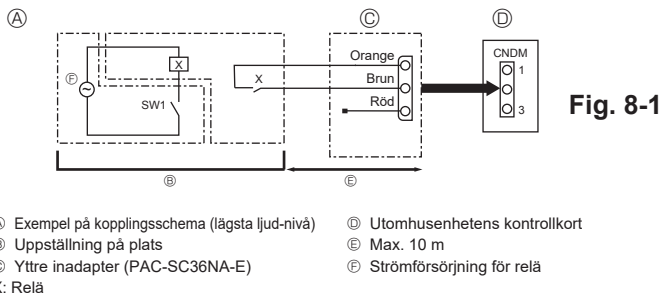 Ⓐ Ⓒ Ⓓ
Orange
CNDM
X
X
Brun
1
Ⓕ
~
SW1
Röd
3
Fig. 8-1
Ⓑ Ⓔ
Ⓐ Exempel på kopplingsschema (lägsta ljud-nivå)
Ⓑ Uppställning på plats
Ⓒ Yttre inadapter (PAC-SC36NA-E)
X: Relä
Ⓓ Utomhusenhetens kontrollkort
Ⓔ Max. 10 m
Ⓕ Strömförsörjning för relä